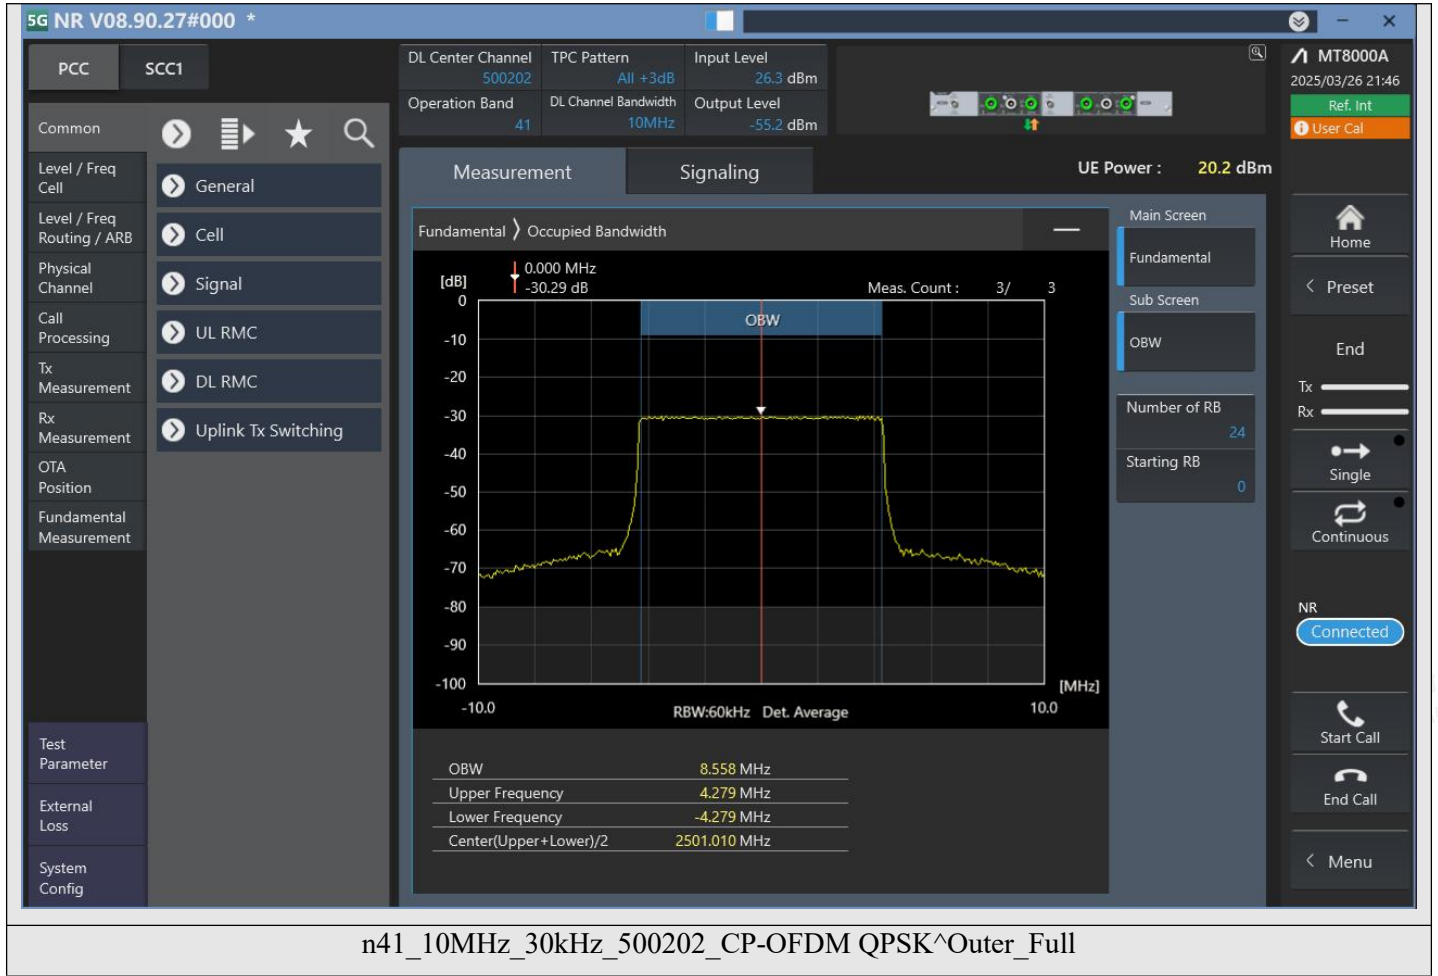 5G NR V08.90.27#000 *
PCC
SCC1
DL Center Channel
500202
TPC Pattern
All +3dB
Input Level
26.3 dBm
Operation Band
41
DL Channel Bandwidth
10MHz
Output Level
-55.2 dBm
MT8000A
2025/03/26 21:46
Ref. Int
User Cal
Common
Level / Freq
Cell
Level / Freq
Routing / ARB
Physical
Channel
Call
Processing
Tx
Measurement
Rx
Measurement
OTA
Position
Fundamental
Measurement
Test
Parameter
External
Loss
System
Config
General
Cell
Signal
UL RMC
DL RMC
Uplink Tx Switching
Measurement
Signaling
UE Power : 20.2 dBm
Fundamental Occupied Bandwidth
[dB]
0.000 MHz
-30.29 dB
Meas. Count : 3/ 3
OBW
0
-10
-20
-30
-40
-50
-60
-70
-80
-90
-100
[MHz]
-10.0
RBW:60kHz Det. Average
10.0
OBW 8.558 MHz
Upper Frequency 4.279 MHz
Lower Frequency -4.279 MHz
Center(Upper+Lower)/2 2501.010 MHz
Main Screen
Fundamental
Sub Screen
OBW
Number of RB
24
Starting RB
0
Home
Preset
End
Tx
Rx
Single
Continuous
NR
Connected
Start Call
End Call
Menu
n41_10MHz_30kHz_500202_CP-OFDM QPSK^Outer_Full